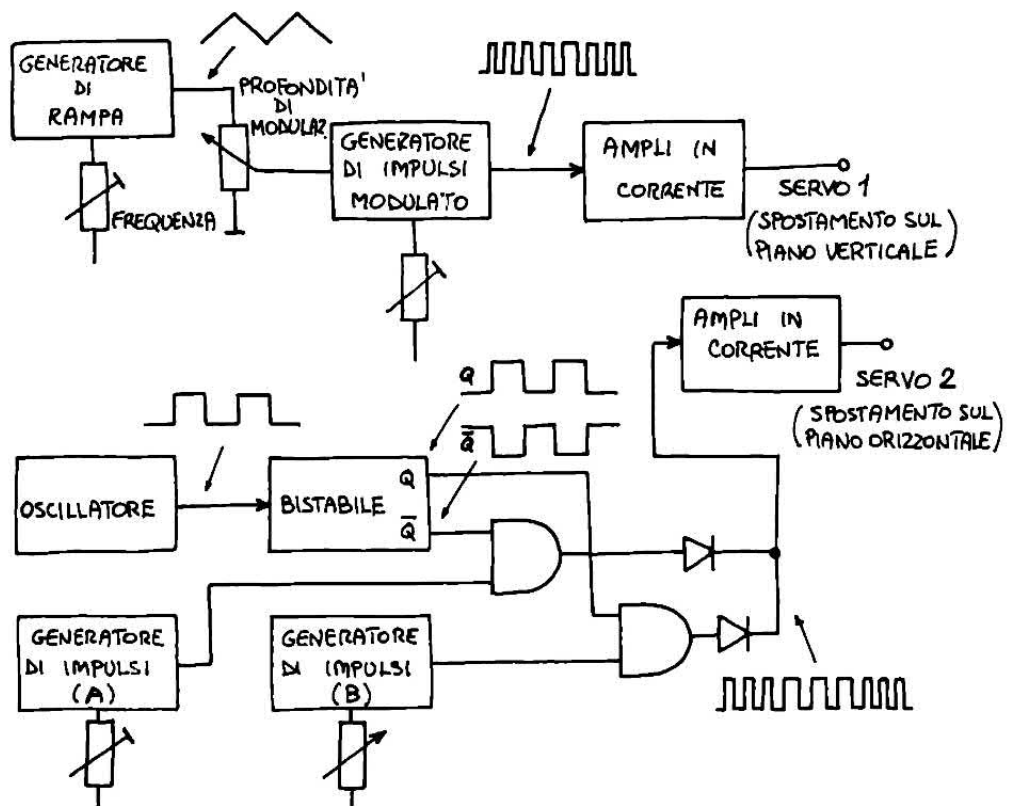 GENERATORE
DI
RAMPA
PROFONDITA'
DI
MODULAZ.
FREQUENZA
GENERATORE
DI IMPULSI
MODULATO
AMPLI IN
CORRENTE
SERVO 1
(SPOSTAMENTO SUL
PIANO VERTICALE)
AMPLI IN
CORRENTE
SERVO 2
(SPOSTAMENTO SUL
PIANO ORIZZONTALE)
Q
Q̅
OSCILLATORE
BISTABILE
Q
Q̅
GENERATORE
DI IMPULSI
(A)
GENERATORE
DI IMPULSI
(B)